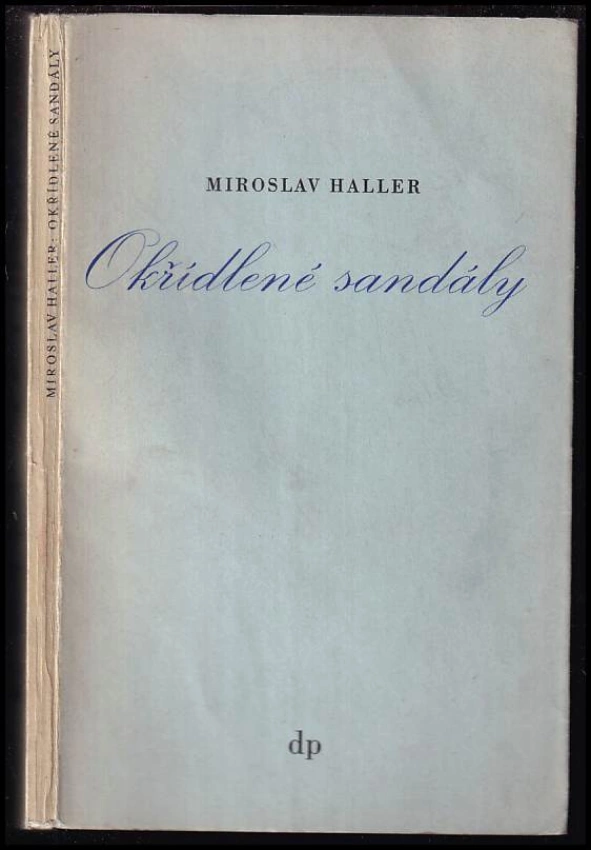 MIROSLAV HALLER: OKŘÍDLENÉ SANDÁLY
MIROSLAV HALLER
Okřídlené sandály
dp